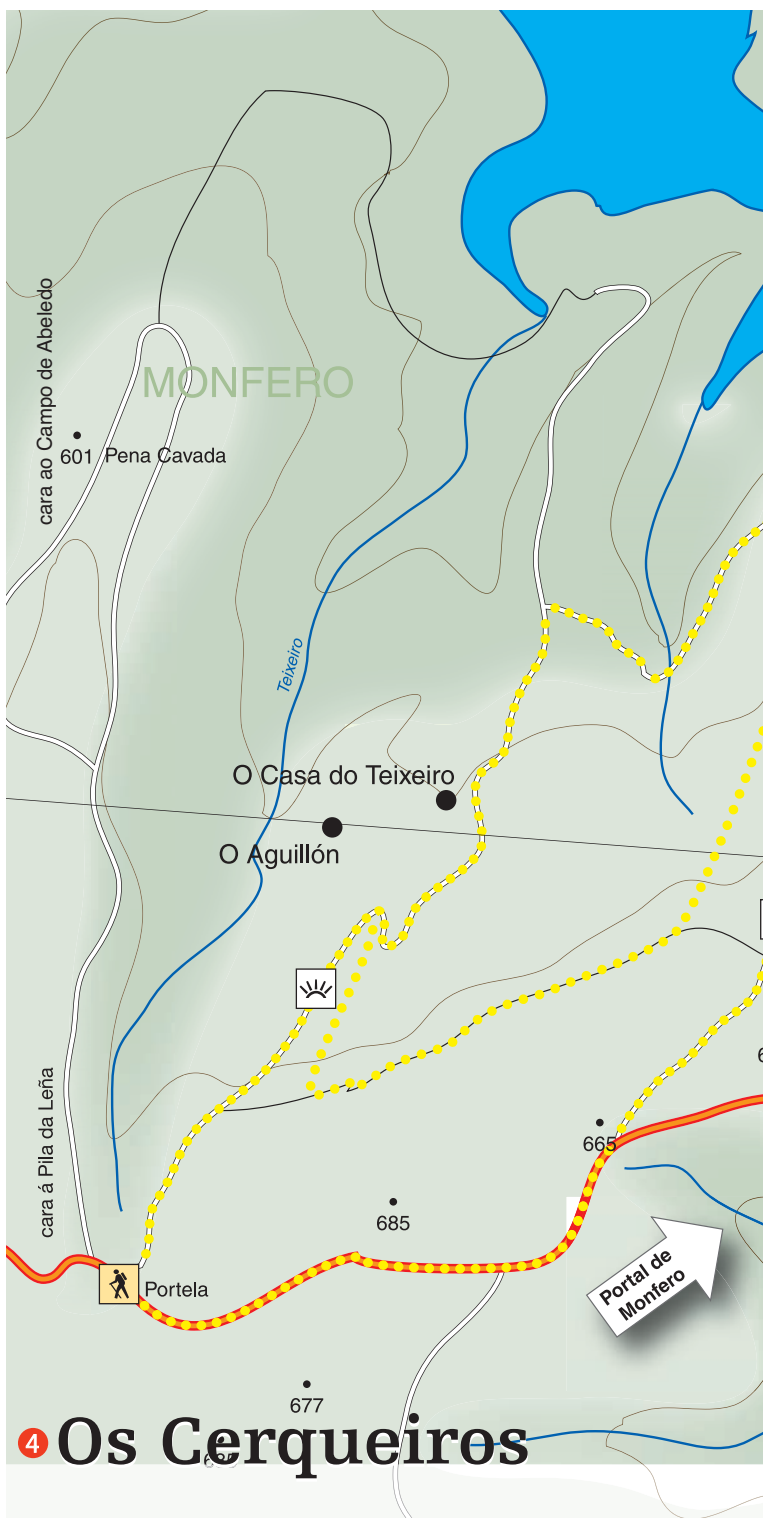 cara ao Campo de Abeledo
MONFERO
601 Pena Cavada
Teixeiro
O Casa do Teixeiro
O Aguillón
cara á Pila da Leña
665
685
Portal de
Monfero
Portela
677
4 Os Cerqueiros